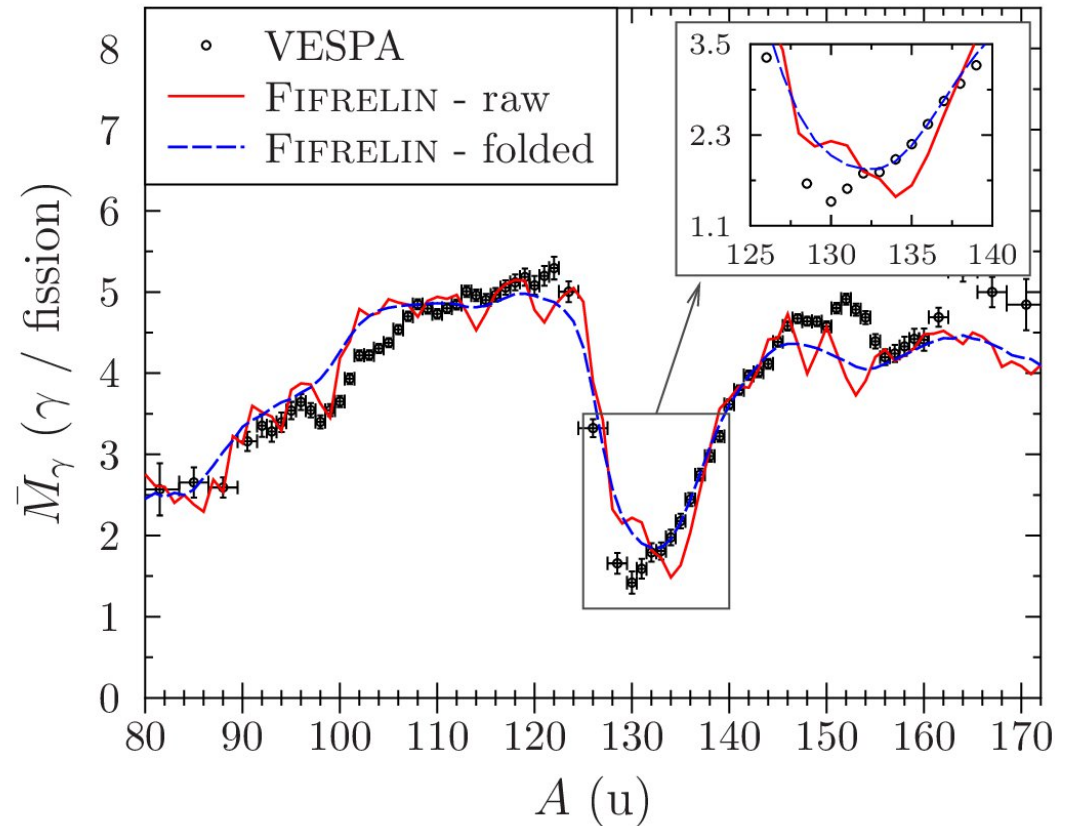 VESPA
FIFRELIN - raw
FIFRELIN - folded
3.5
2.3
1.1
125 130 135 140
8
7
6
5
4
3
2
1
0
M̄γ (γ / fission)
80 90 100 110 120 130 140 150 160 170
A (u)